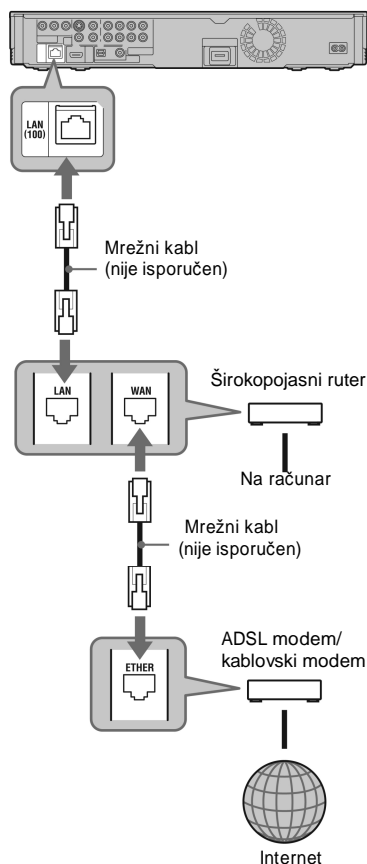 LAN
(100)
Mrežni kabl
(nije isporučen)
LAN
WAN
Širokopojasni ruter
Na računar
Mrežni kabl
(nije isporučen)
ETHER
ADSL modem/
kablovski modem
Internet